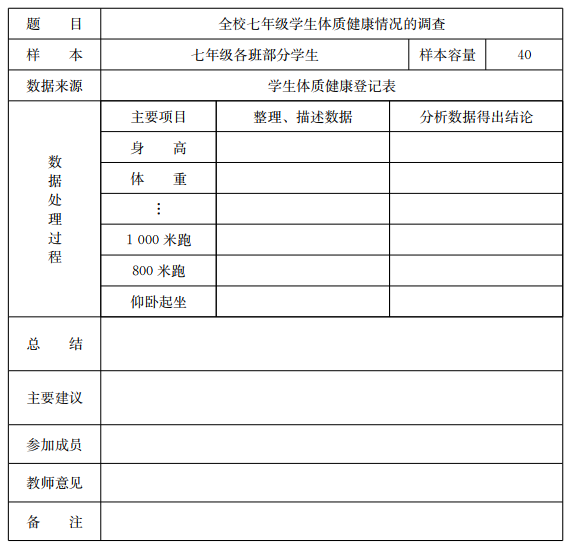 题 目 全校七年级学生体质健康情况的调查
样 本 七年级各班部分学生 样本容量 40
数据来源 学生体质健康登记表
数据处理过程 主要项目 整理、描述数据 分析数据得出结论
身 高
体 重
⋮
1 000 米跑
800 米跑
仰卧起坐
总 结
主要建议
参加成员
教师意见
备 注